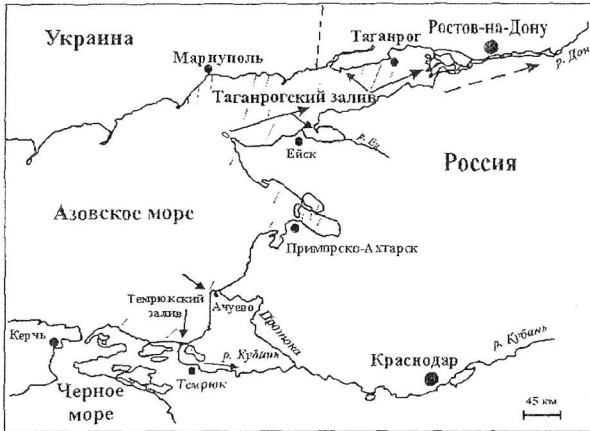 Украина
Мариуполь
Таганрог
Ростов-на-Дону
р. Дон
Таганрогский залив
Ейск
р. Ея
Россия
Азовское море
Приморско-Ахтарск
Темрюкский
залив
Ачуево
Протока
Керчь
р. Кубань
Темрюк
Черное
море
Краснодар
р. Кубань
45 км